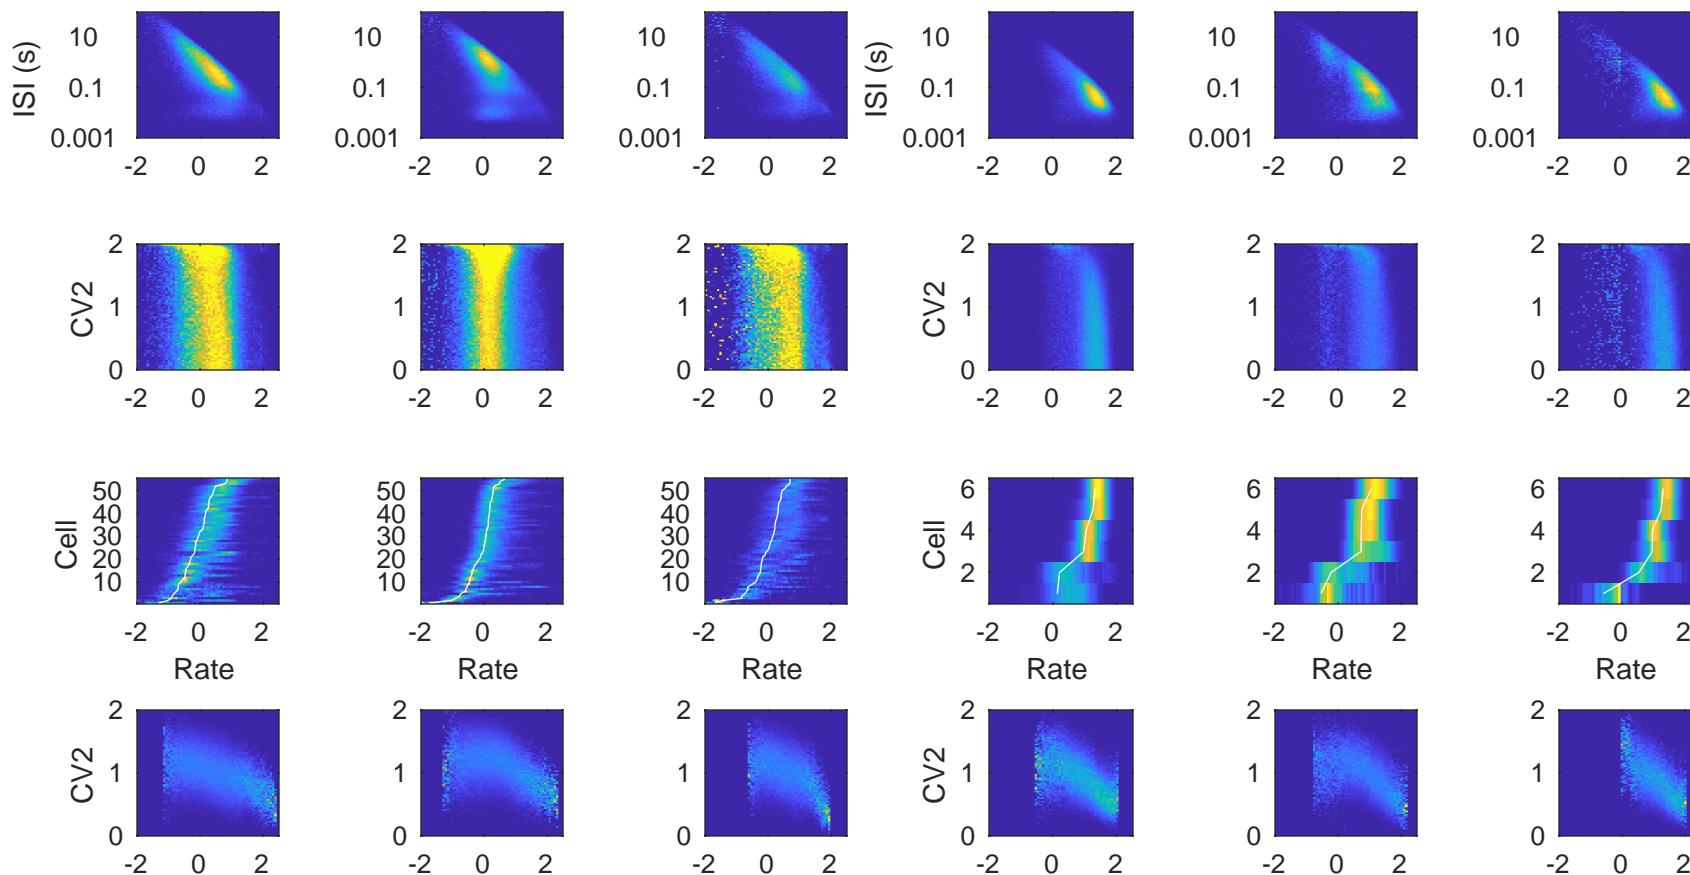 ISI (s)
10 10 10 10 10 10
0.1 0.1 0.1 0.1 0.1 0.1
0.001 0.001 0.001 0.001 0.001 0.001
-2 0 2 -2 0 2 -2 0 2 -2 0 2 -2 0 2 -2 0 2
ISI (s)
CV2
2 2 2 2 2 2
1 1 1 1 1 1
0 0 0 0 0 0
-2 0 2 -2 0 2 -2 0 2 -2 0 2 -2 0 2 -2 0 2
CV2
Cell
50 50 50 6 6 6
40 40 40
30 30 30 4 4 4
20 20 20
10 10 10 2 2 2
-2 0 2 -2 0 2 -2 0 2 -2 0 2 -2 0 2 -2 0 2
Cell
Rate Rate Rate Rate Rate Rate
CV2
2 2 2 2 2 2
1 1 1 1 1 1
0 0 0 0 0 0
-2 0 2 -2 0 2 -2 0 2 -2 0 2 -2 0 2 -2 0 2
CV2